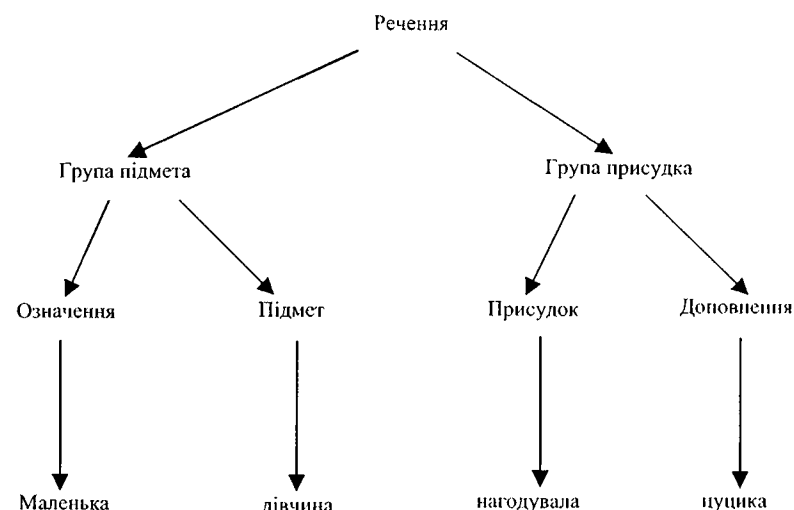 Речення
Група підмета Група присудка
Означення Підмет Присудок Доповнення
Маленька дівчина нагодувала цуцика